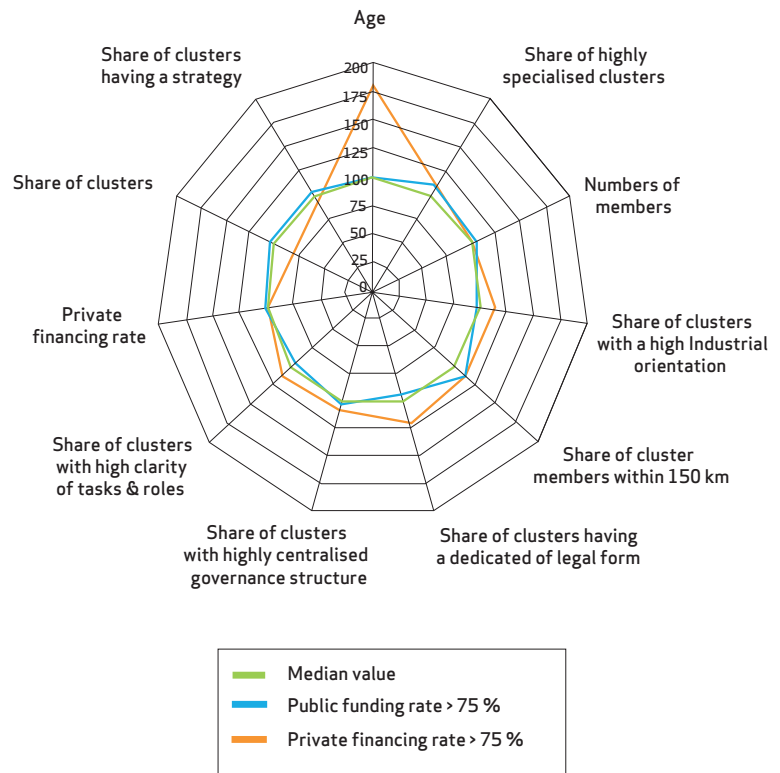 Age
Share of clusters
having a strategy
Share of highly
specialised clusters
200
175
150
125
100
75
50
25
0
Share of clusters
Numbers of
members
Private
financing rate
Share of clusters
with a high Industrial
orientation
Share of clusters
with high clarity
of tasks & roles
Share of cluster
members within 150 km
Share of clusters
with highly centralised
governance structure
Share of clusters having
a dedicated of legal form
Median value
Public funding rate > 75 %
Private financing rate > 75 %